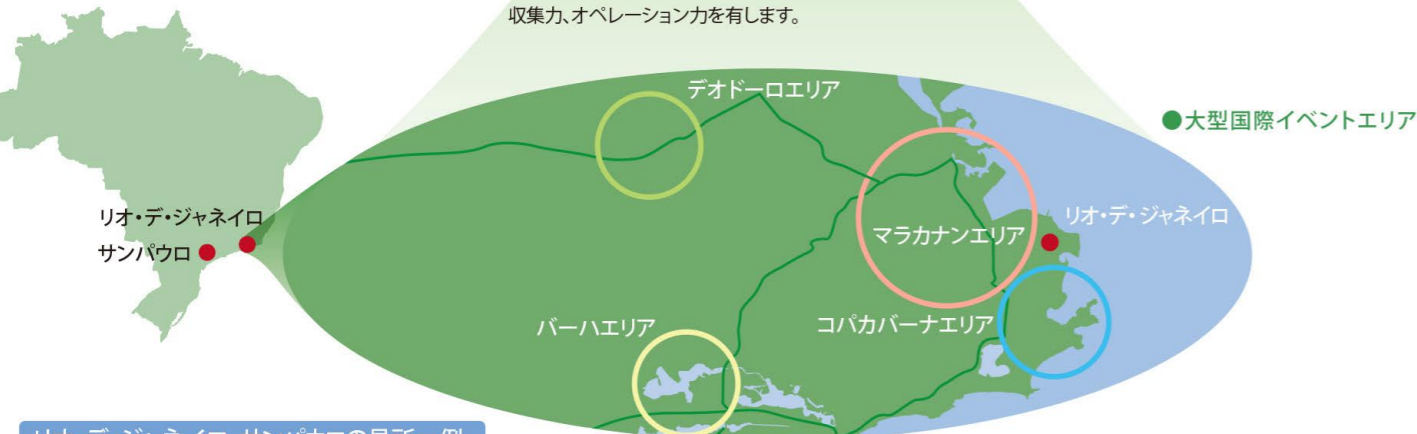 収集力、オペレーション力を有します。
デオドーロエリア
●大型国際イベントエリア
リオ・デ・ジャネイロ
サンパウロ
マラカナンエリア
リオ・デ・ジャネイロ
バーハエリア
コパカバーナエリア